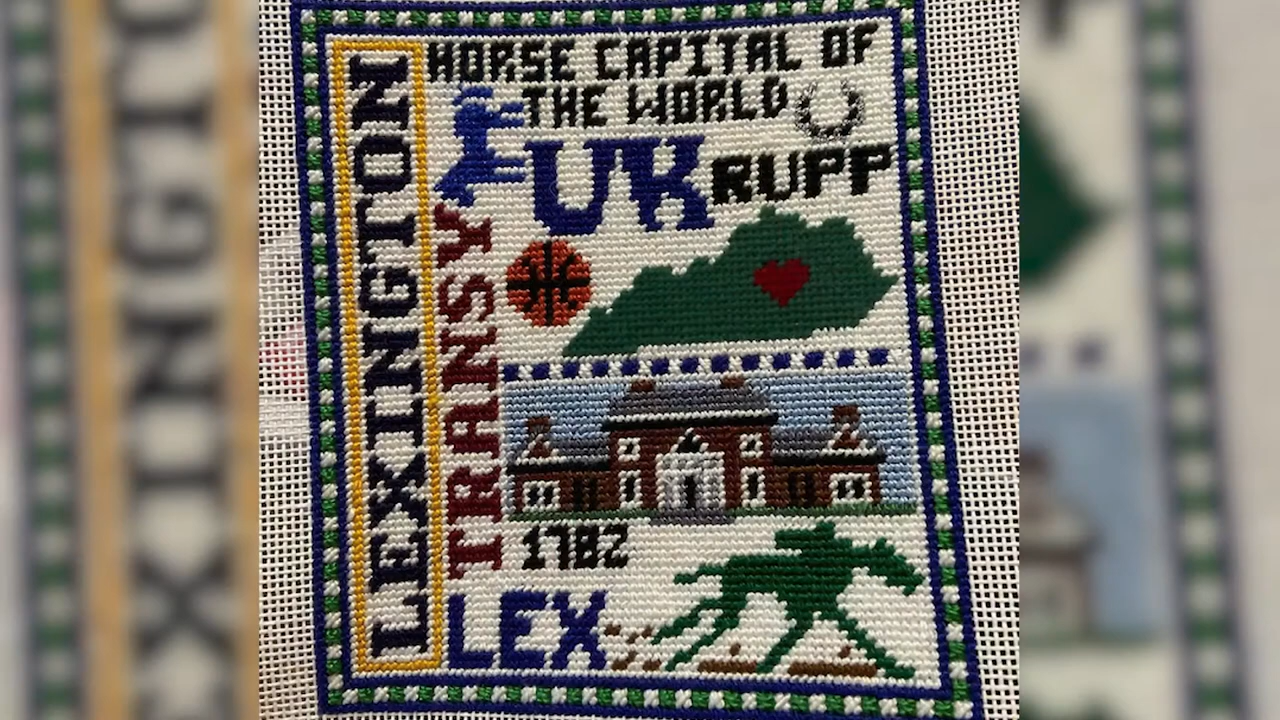 LEXINGTON
HORSE CAPITAL OF
THE WORLD
UK RUPP
TRANSY
1782
LEX